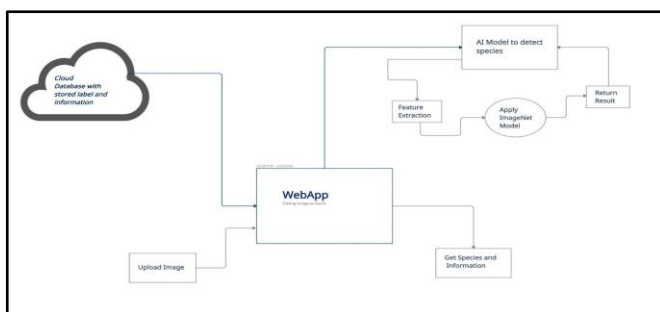 Cloud
Database with
stored label and
information
AI Model to detect
species
Feature
Extraction
Apply
ImageNet
Model
Return
Result
WebApp
Upload Image
Get Species and
Information